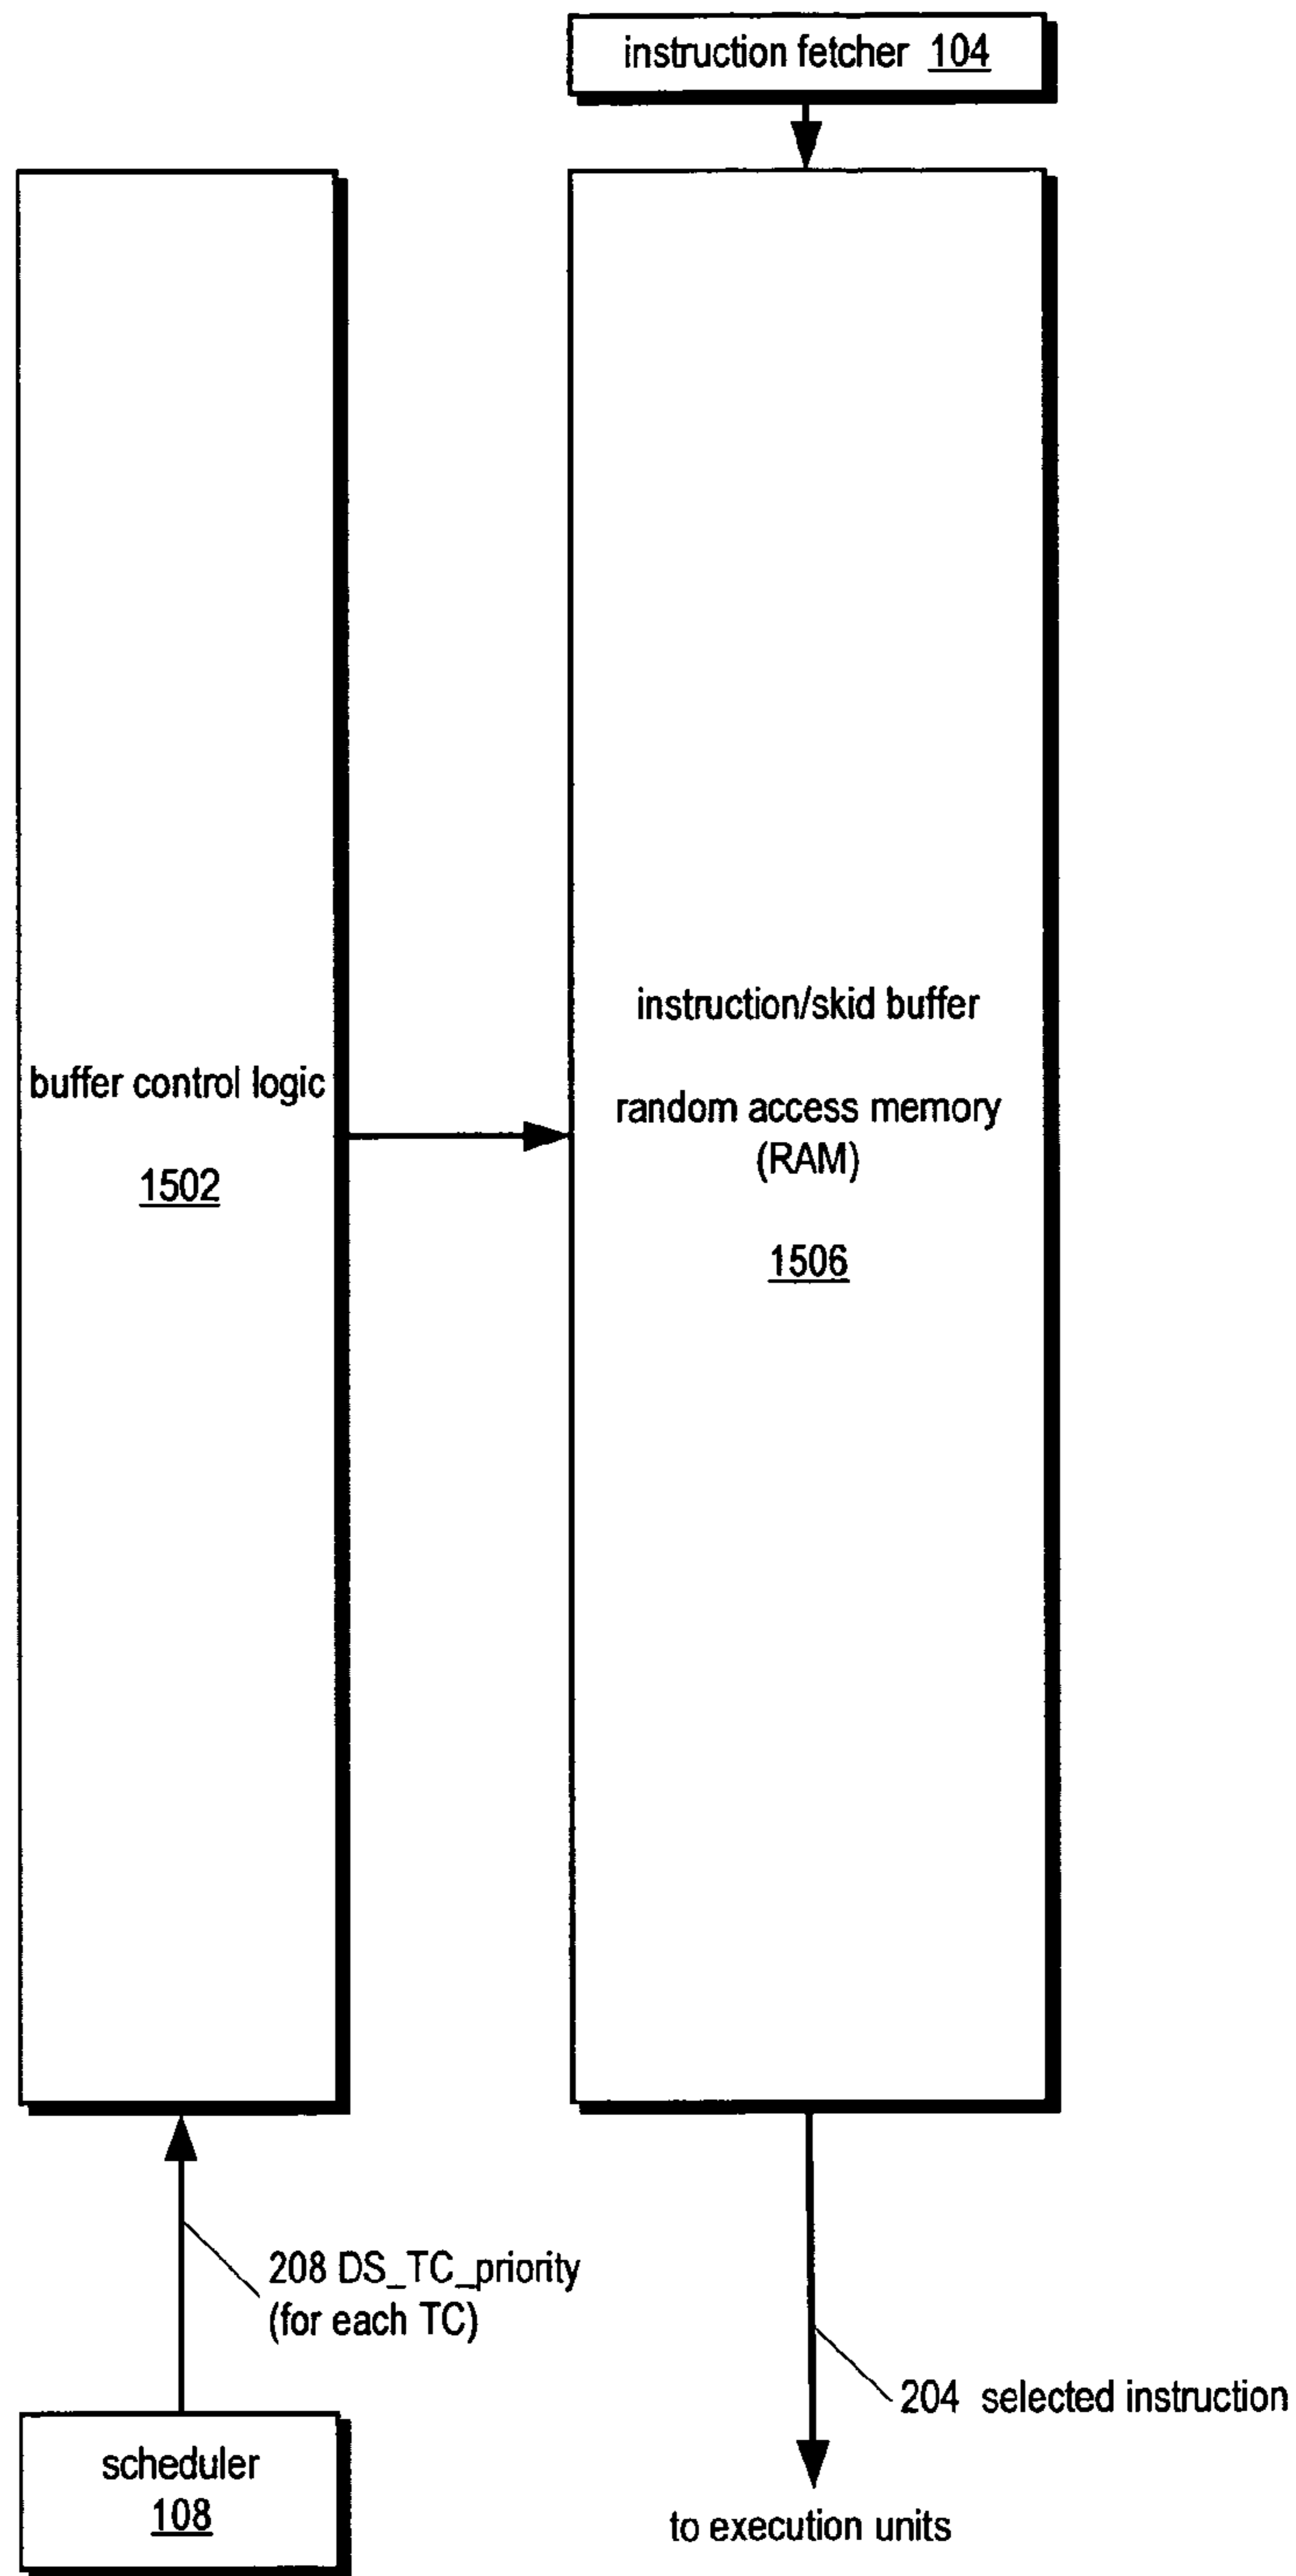 instruction fetcher 104
buffer control logic
1502
instruction/skid buffer
random access memory
(RAM)
1506
208 DS_TC_priority
(for each TC)
204 selected instruction
scheduler
108
to execution units